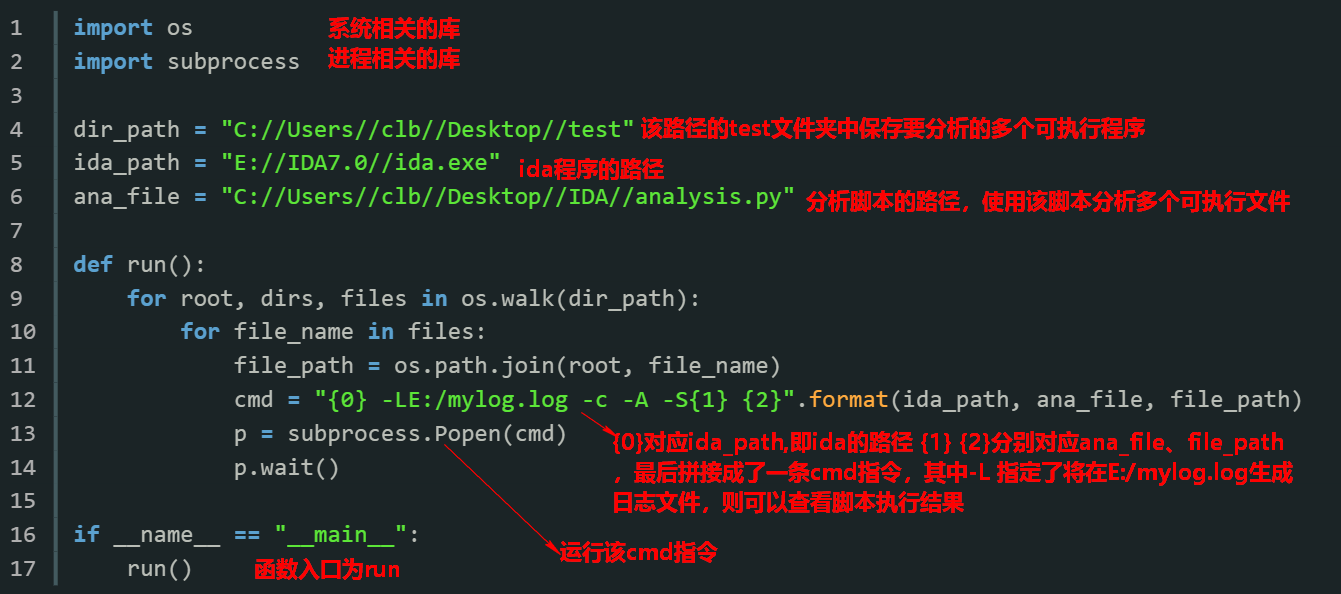 1 import os 系统相关的库
2 import subprocess 进程相关的库
3
4 dir_path = "C://Users//clb//Desktop//test" 该路径的test文件夹中保存要分析的多个可执行程序
5 ida_path = "E://IDA7.0//ida.exe" ida程序的路径
6 ana_file = "C://Users//clb//Desktop//IDA//analysis.py" 分析脚本的路径，使用该脚本分析多个可执行文件
7
8 def run():
9 for root, dirs, files in os.walk(dir_path):
10 for file_name in files:
11 file_path = os.path.join(root, file_name)
12 cmd = "{0} -LE:/mylog.log -c -A -S{1} {2}".format(ida_path, ana_file, file_path)
13 p = subprocess.Popen(cmd)
{0}对应ida_path,即ida的路径 {1} {2}分别对应ana_file、file_path
14 p.wait()
，最后拼接成了一条cmd指令，其中-L 指定了将在E:/mylog.log生成
15
日志文件，则可以查看脚本执行结果
16 if __name__ == "__main__":
运行该cmd指令
17 run() 函数入口为run